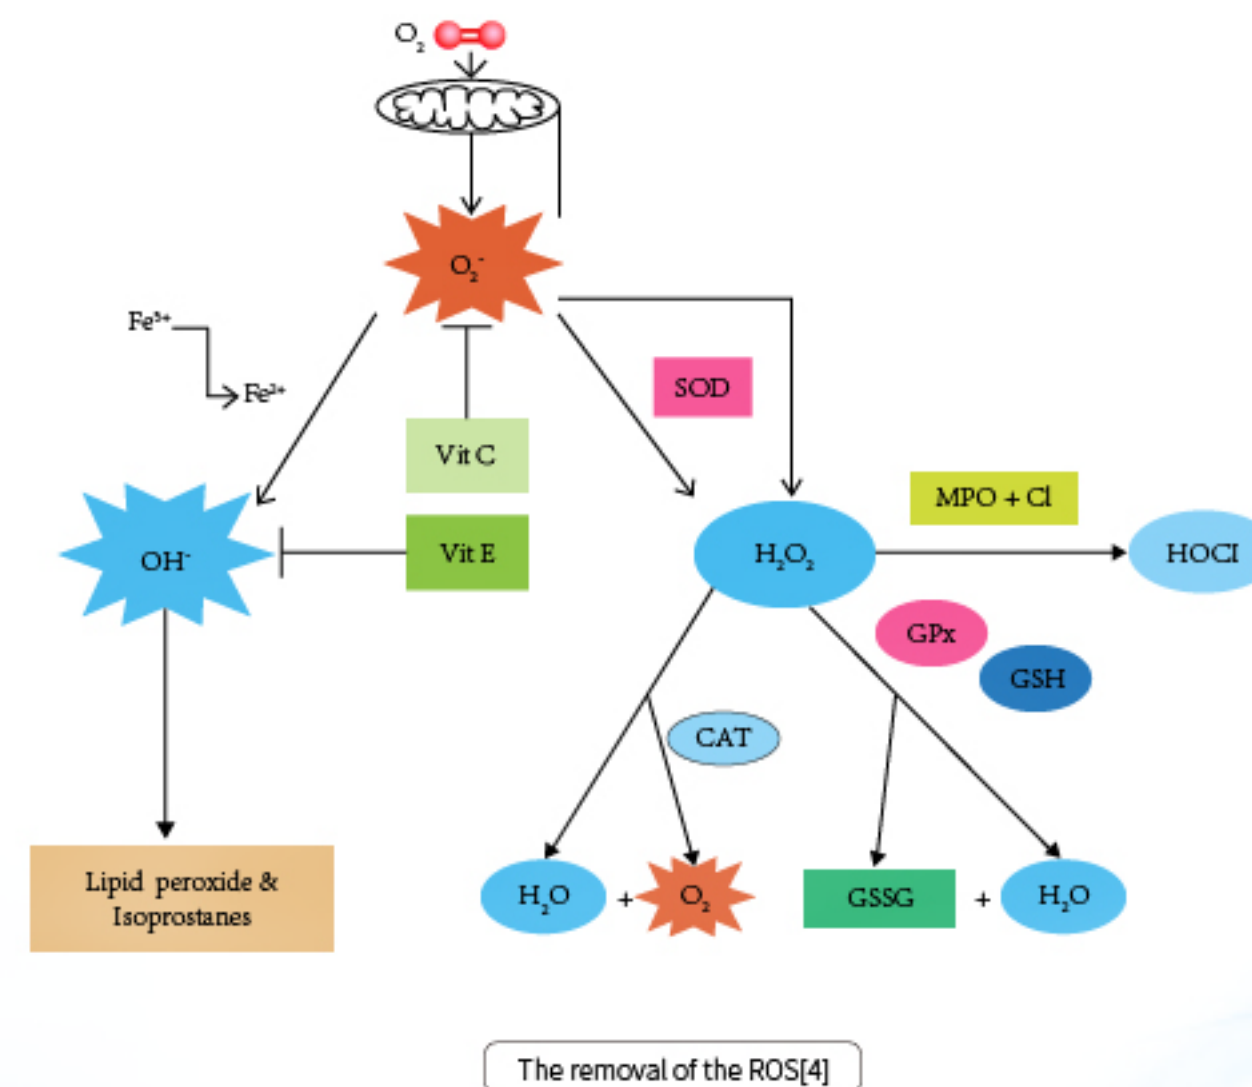 O₂
O₂⁻
Fe³⁺
Fe²⁺
SOD
Vit C
MPO + Cl
Vit E
OH⁻
H₂O₂
HOCI
GPx
GSH
CAT
Lipid peroxide &
Isoprostanes
H₂O + O₂
GSSG + H₂O
The removal of the ROS[4]